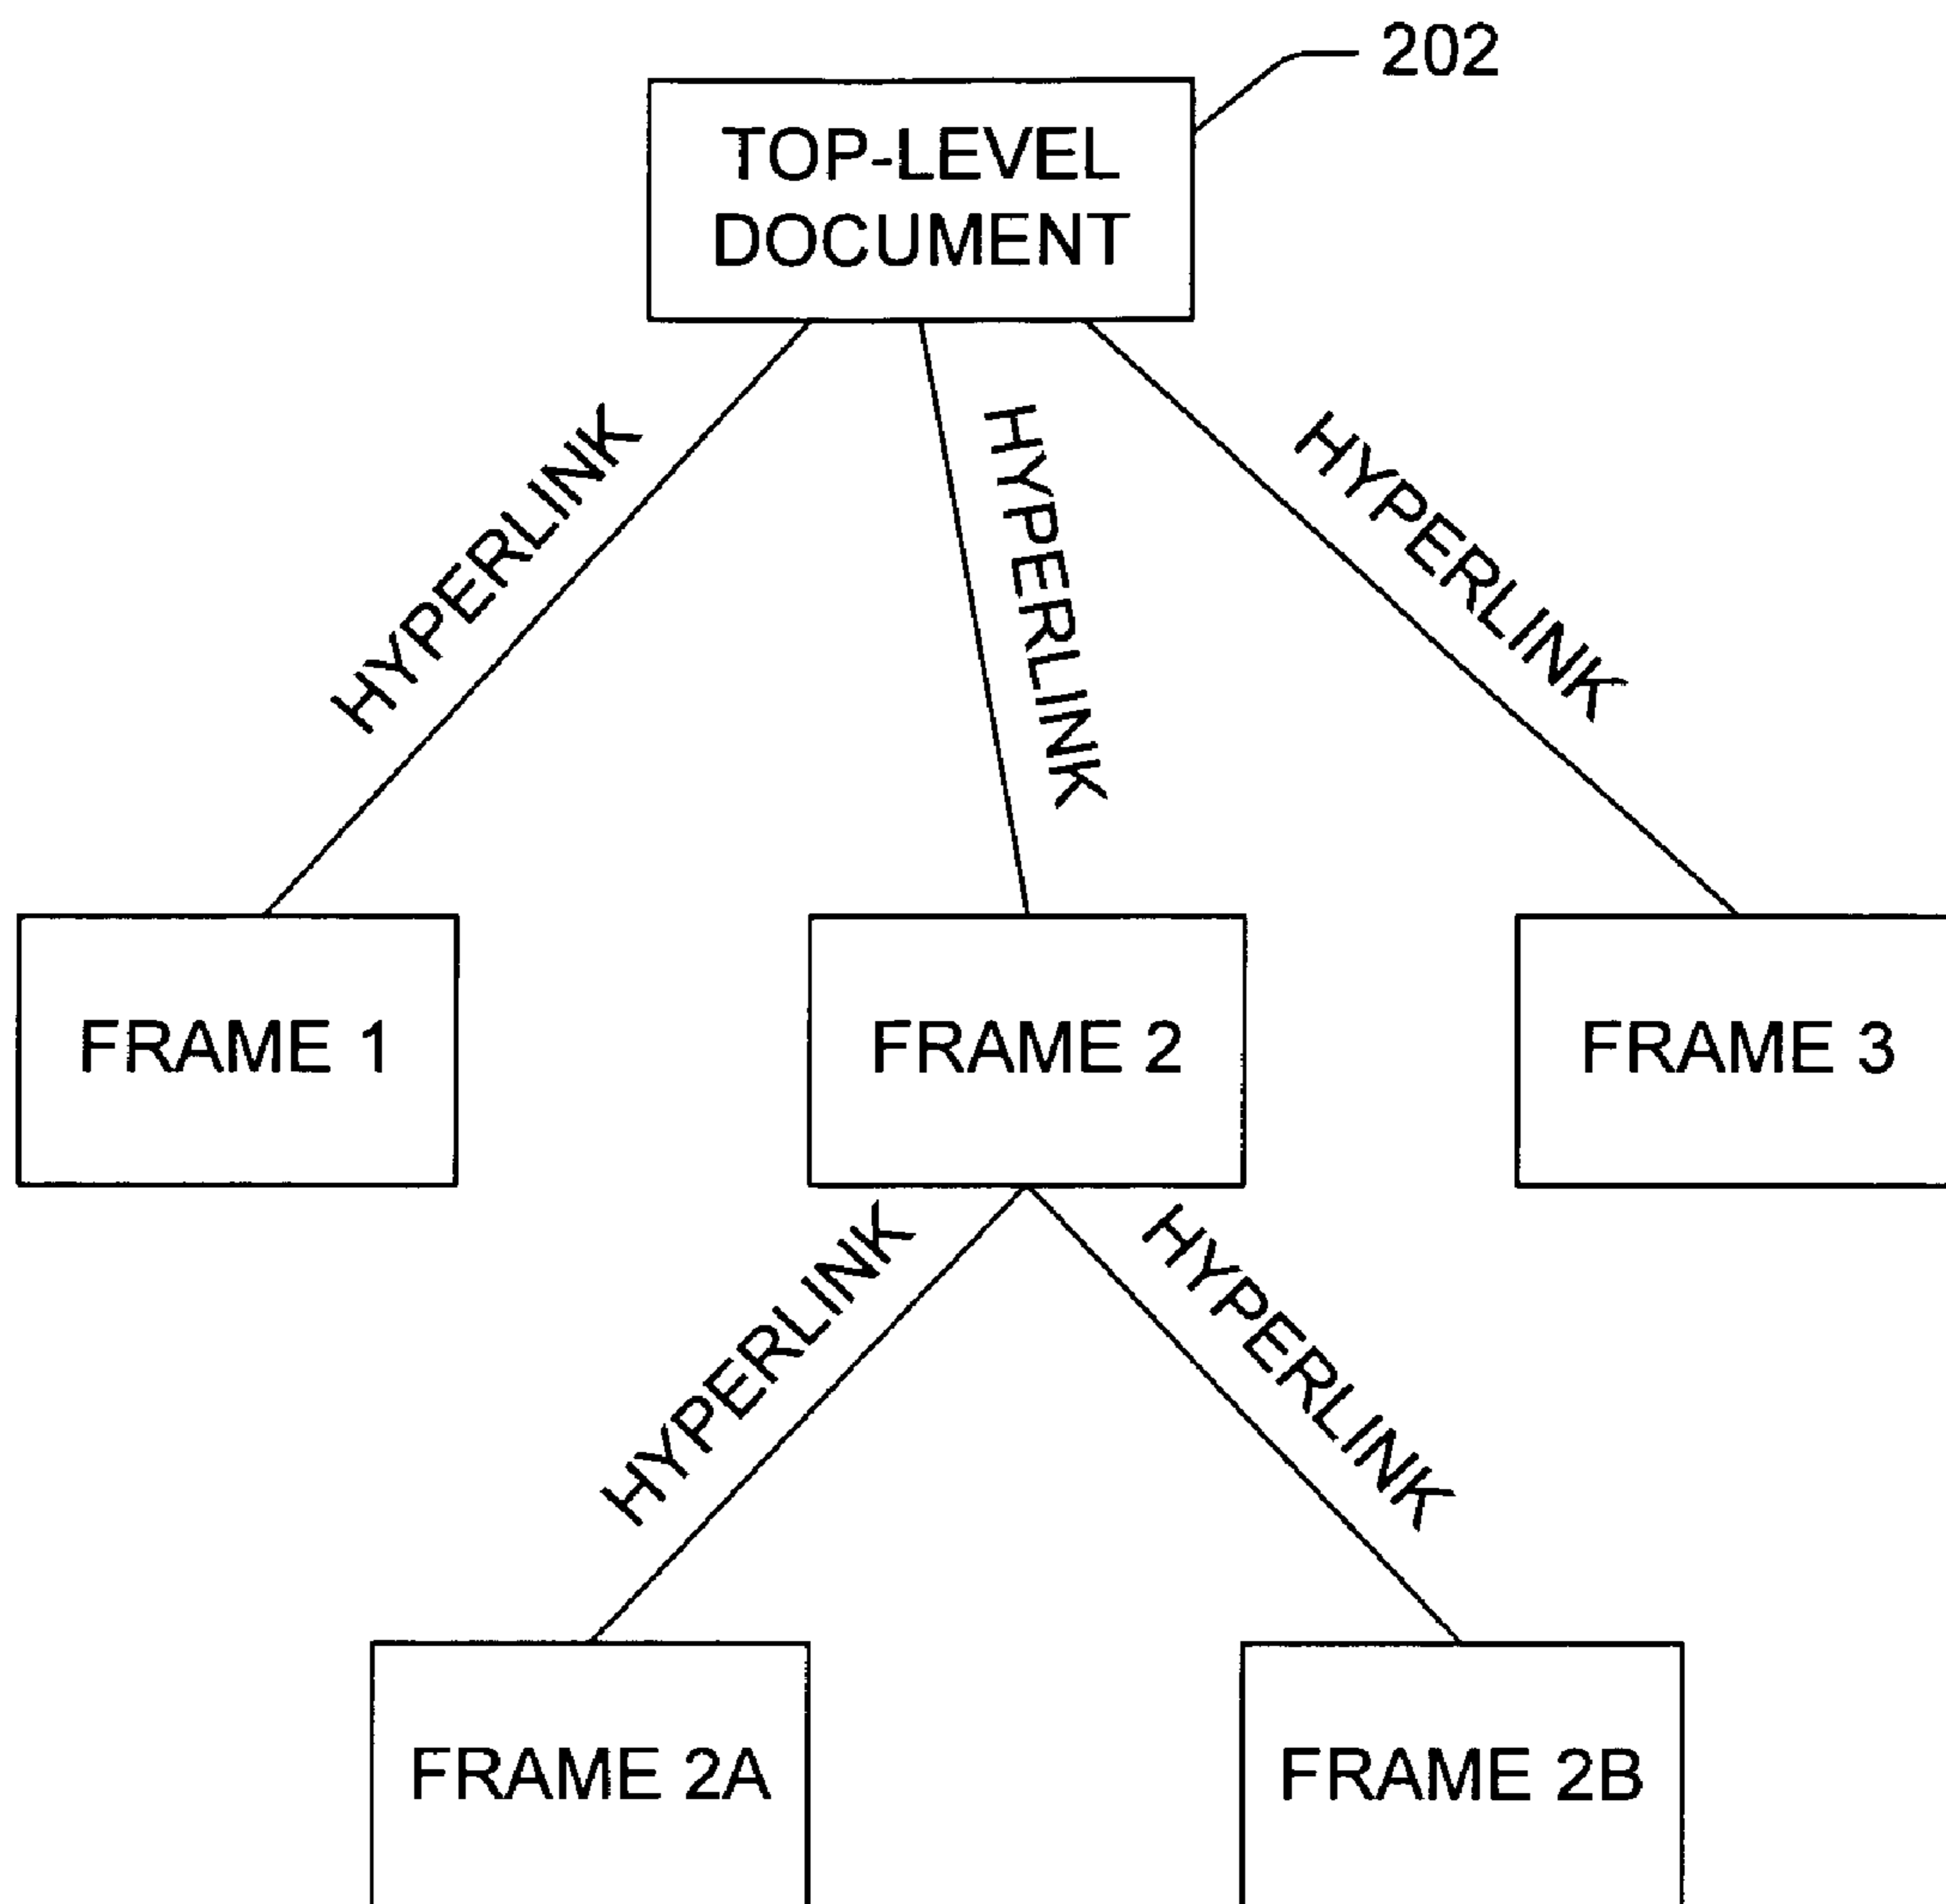 202
TOP-LEVEL
DOCUMENT
HYPERLINK
HYPERLINK
HYPERLINK
FRAME 1
FRAME 2
FRAME 3
HYPERLINK
HYPERLINK
FRAME 2A
FRAME 2B